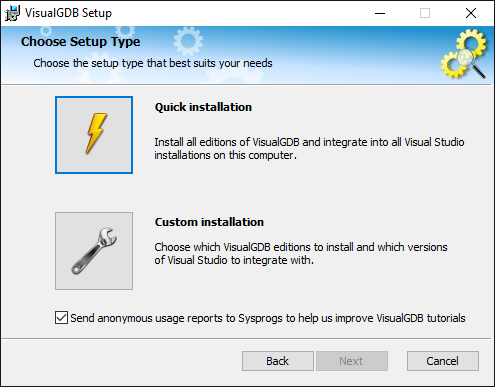 VisualGDB Setup
Choose Setup Type
Choose the setup type that best suits your needs
Quick installation
Install all editions of VisualGDB and integrate into all Visual Studio
installations on this computer.
Custom installation
Choose which VisualGDB editions to install and which versions
of Visual Studio to integrate with.
Send anonymous usage reports to Sysprogs to help us improve VisualGDB tutorials
Back Next Cancel